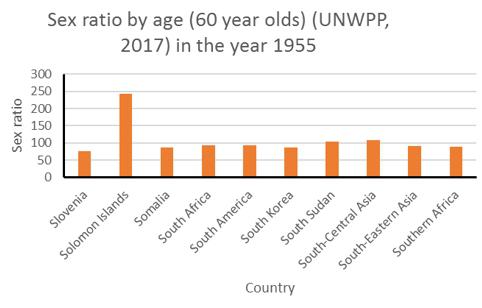 Sex ratio by age (60 year olds) (UNWPP,
2017) in the year 1955
300
250
200
150
100
50
0
Sex ratio
Slovenia
Solomon Islands
Somalia
South Africa
South America
South Korea
South Sudan
South-Central Asia
South-Eastern Asia
Southern Africa
Country